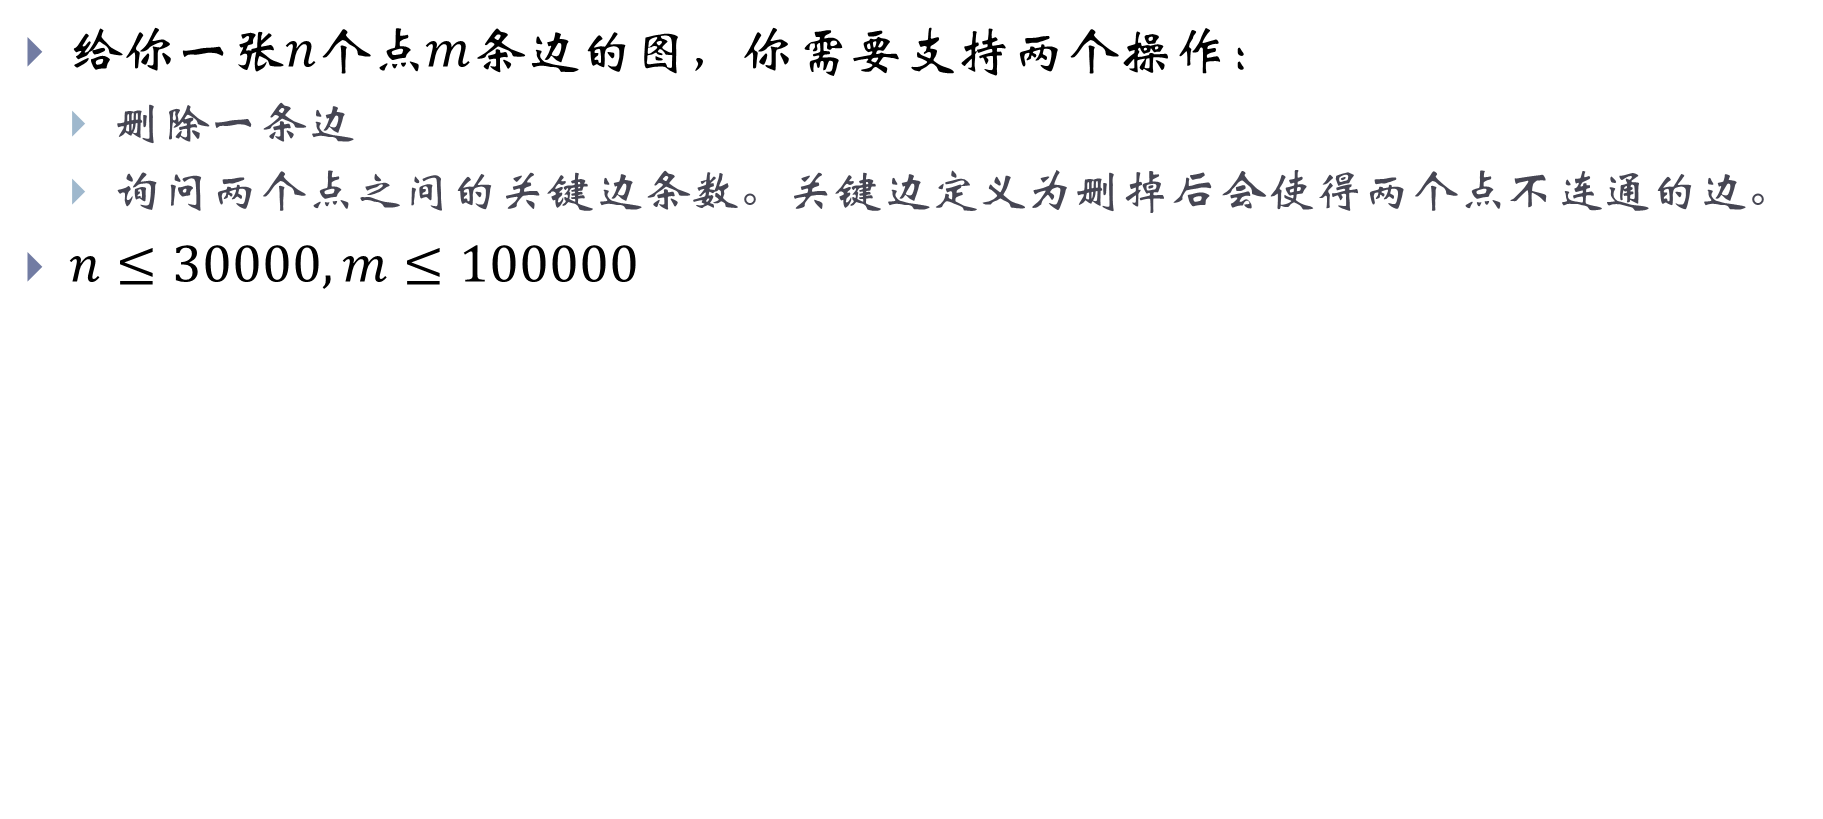 给你一张n个点m条边的图，你需要支持两个操作：
删除一条边
询问两个点之间的关键边条数。关键边定义为删掉后会使得两个点不连通的边。
n ≤ 30000, m ≤ 100000